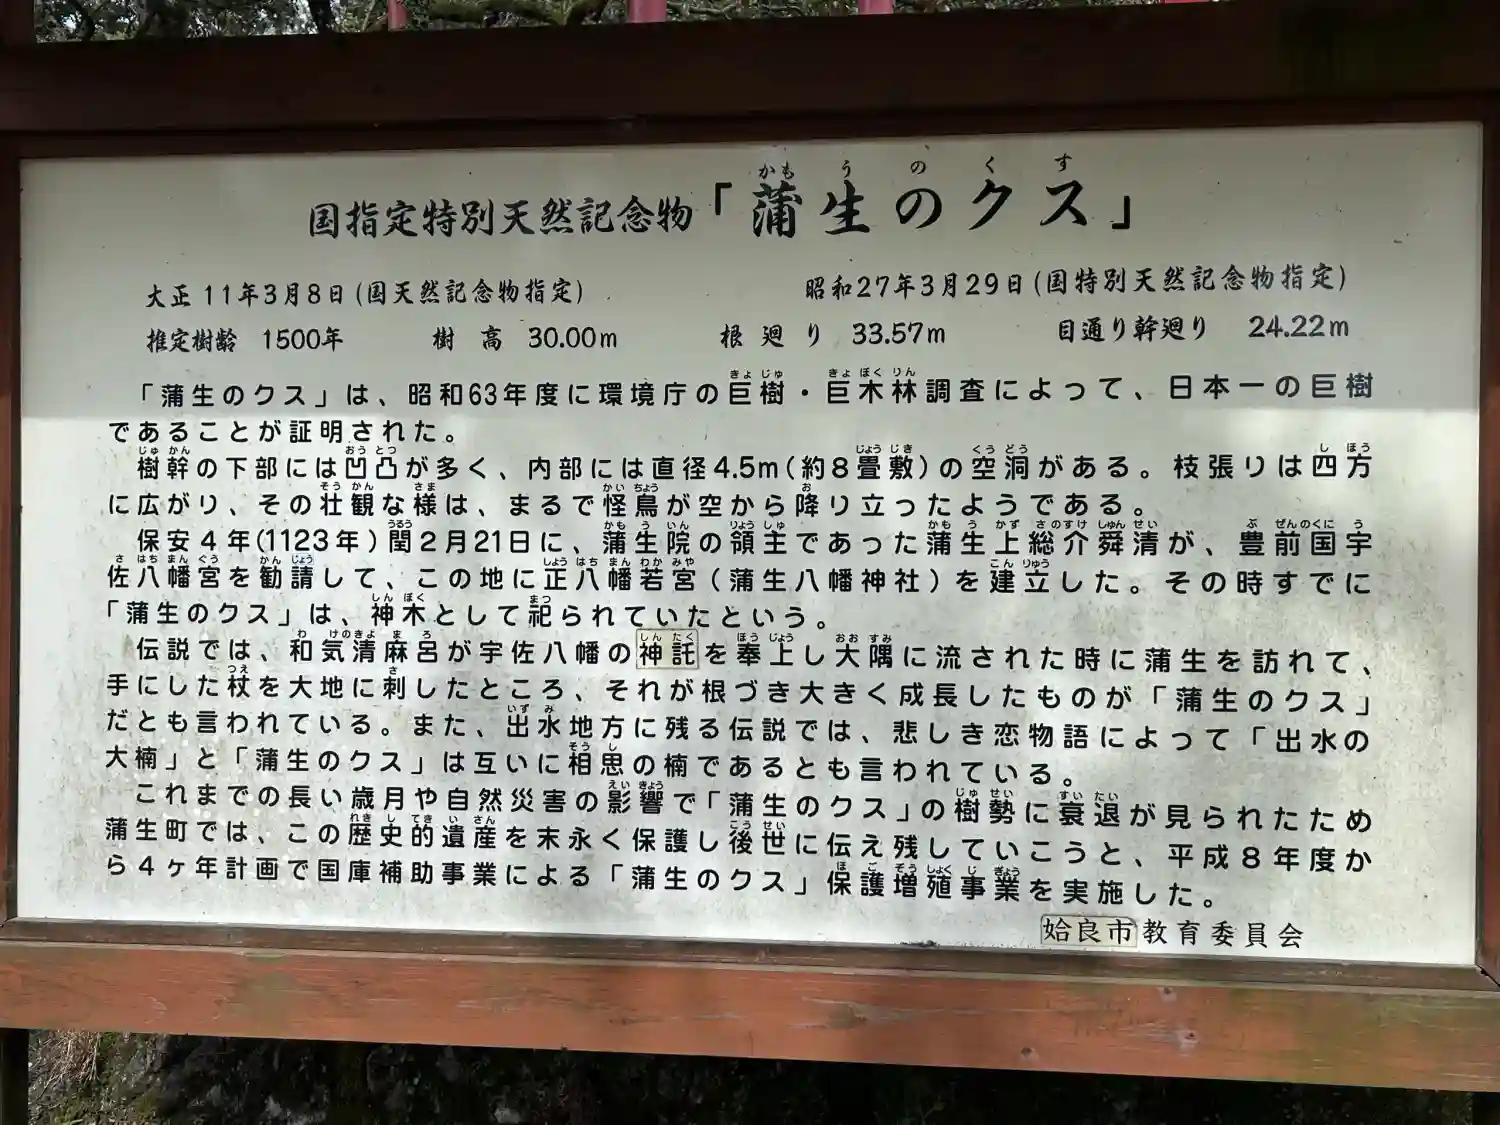 国指定特別天然記念物「蒲生のクス」
大正11年3月8日(国天然記念物指定)
昭和27年3月29日(国特別天然記念物指定)
推定樹齢 1500年 樹高 30.00m 根廻り 33.57m 目通り幹廻り 24.22m
「蒲生のクス」は、昭和63年度に環境庁の巨樹・巨木林調査によって、日本一の巨樹
であることが証明された。
樹幹の下部には凹凸が多く、内部には直径4.5m(約8畳敷)の空洞がある。枝張りは四方
に広がり、その壮観な様は、まるで怪鳥が空から降り立ったようである。
保安4年(1123年)閏2月21日に、蒲生院の領主であった蒲生上総介舜清が、豊前国宇
佐八幡宮を勧請して、この地に正八幡若宮(蒲生八幡神社)を建立した。その時すでに
「蒲生のクス」は、神木として祀られていたという。
伝説では、和気清麻呂が宇佐八幡の神託を奉上し大隅に流された時に蒲生を訪れて、
手にした杖を大地に刺したところ、それが根づき大きく成長したものが「蒲生のクス」
だとも言われている。また、出水地方に残る伝説では、悲しき恋物語によって「出水の
大楠」と「蒲生のクス」は互いに相思の楠であるとも言われている。
これまでの長い歳月や自然災害の影響で「蒲生のクス」の樹勢に衰退が見られたため
蒲生町では、この歴史的遺産を末永く保護し後世に伝え残していこうと、平成8年度か
ら4ヶ年計画で国庫補助事業による「蒲生のクス」保護増殖事業を実施した。
姶良市教育委員会